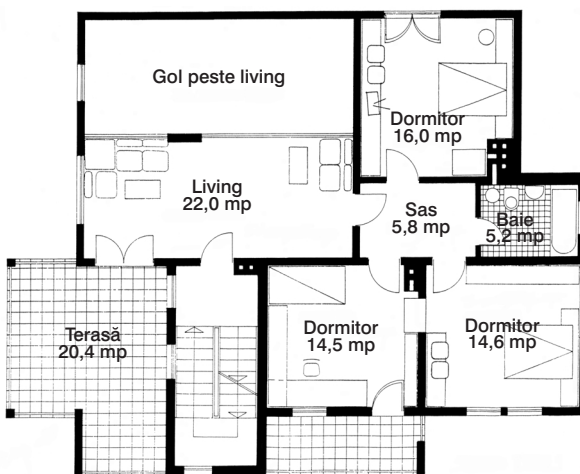 Gol peste living
Dormitor
16,0 mp
Living
22,0 mp
Sas
5,8 mp
Baie
5,2 mp
Terasă
20,4 mp
Dormitor
14,5 mp
Dormitor
14,6 mp